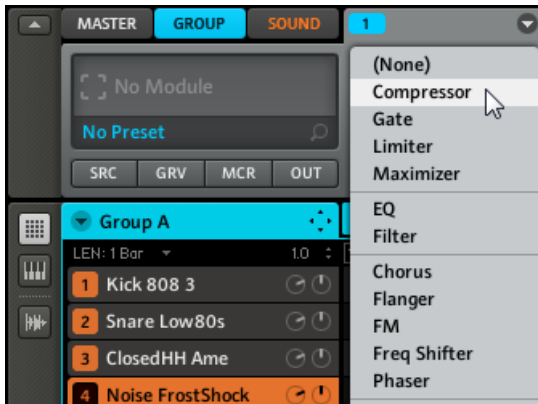 MASTER GROUP SOUND 1
No Module
No Preset
SRC GRV MCR OUT
Group A
LEN: 1 Bar 1.0
1 Kick 808 3
2 Snare Low80s
3 ClosedHH Ame
4 Noise FrostShock
(None)
Compressor
Gate
Limiter
Maximizer
EQ
Filter
Chorus
Flanger
FM
Freq Shifter
Phaser